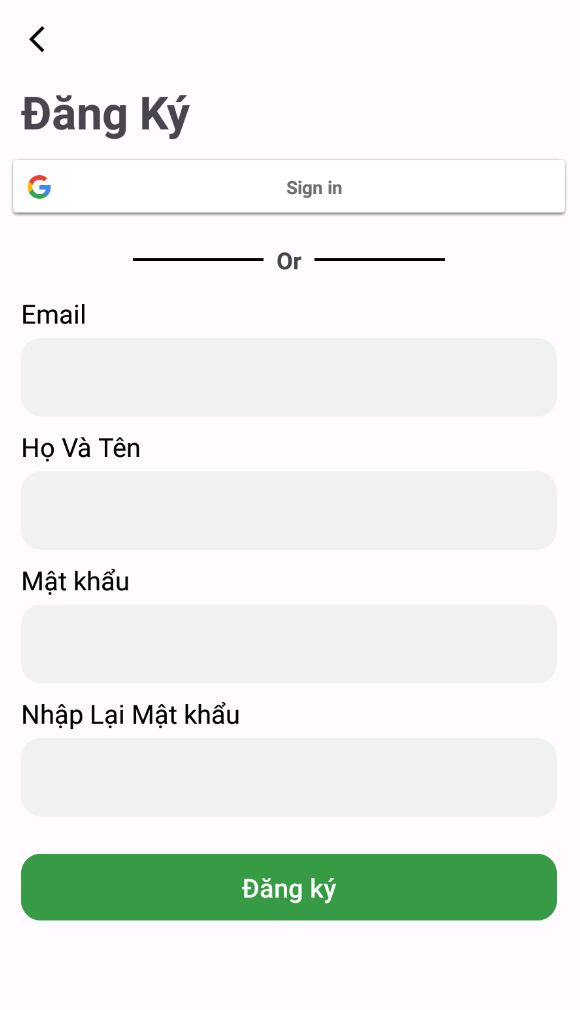 Đăng Ký
Sign in
Or
Email
Họ Và Tên
Mật khẩu
Nhập Lại Mật khẩu
Đăng ký